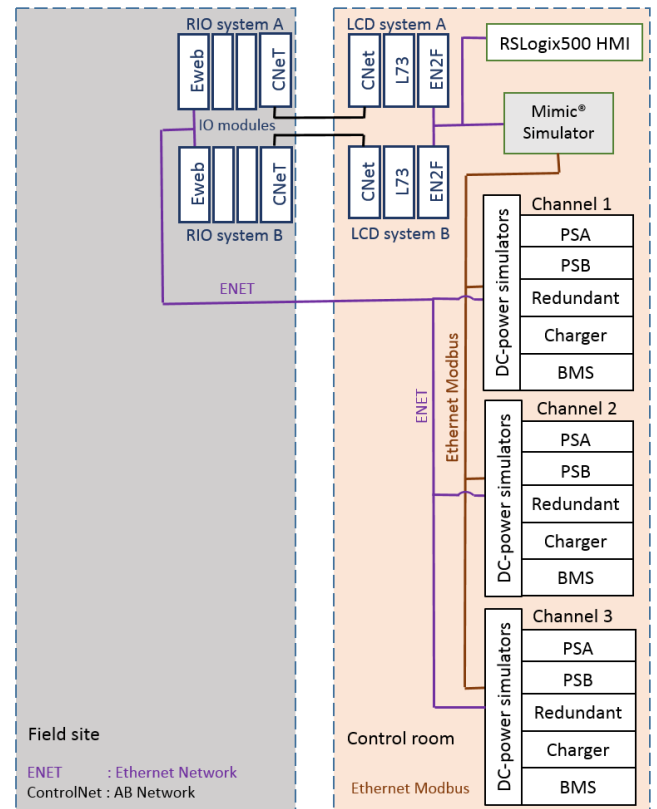 RIO system A
LCD system A
Eweb
CNeT
CNet
L73
EN2F
RSLogix500 HMI
IO modules
Mimic®
Simulator
Eweb
CNeT
CNet
L73
EN2F
RIO system B
LCD system B
Channel 1
DC-power simulators
PSA
PSB
Redundant
Charger
BMS
ENET
ENET
Ethernet Modbus
Channel 2
DC-power simulators
PSA
PSB
Redundant
Charger
BMS
Channel 3
DC-power simulators
PSA
PSB
Redundant
Charger
BMS
Field site
Control room
ENET : Ethernet Network
ControlNet : AB Network
Ethernet Modbus